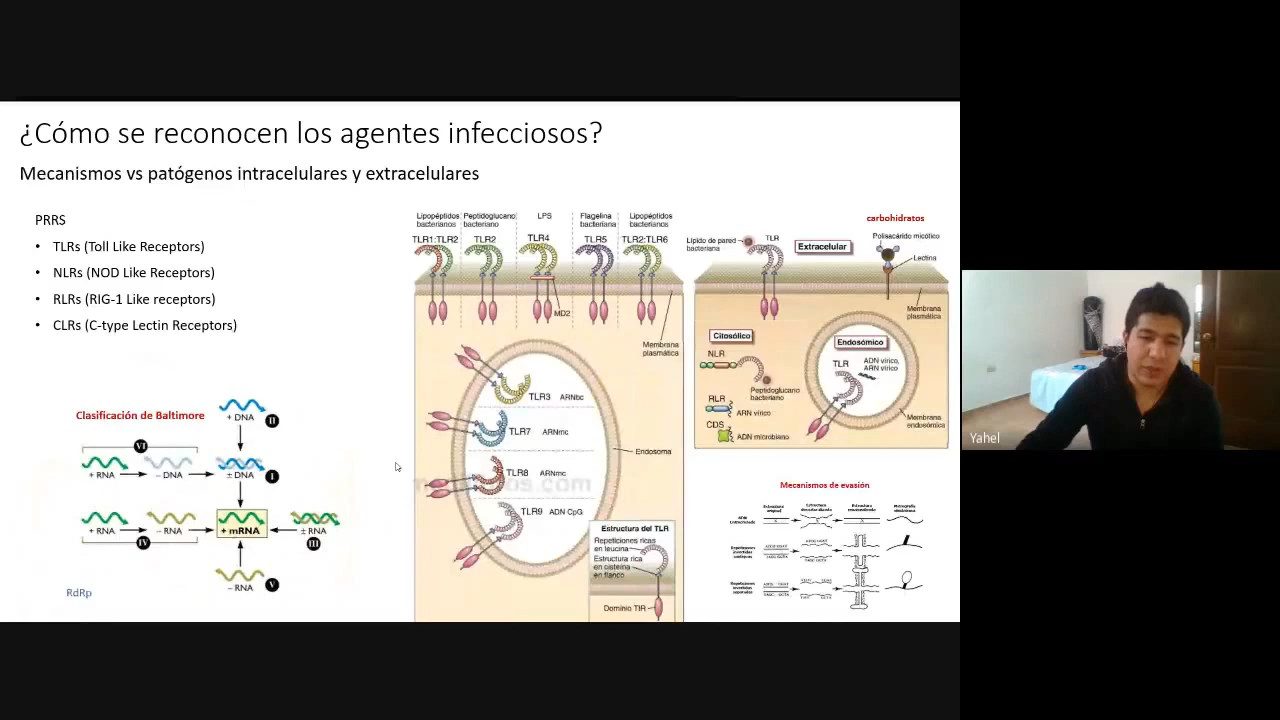 ¿Cómo se reconocen los agentes infecciosos?
Mecanismos vs patógenos intracelulares y extracelulares
PRRS
• TLRs (Toll Like Receptors)
• NLRs (NOD Like Receptors)
• RLRs (RIG-1 Like receptors)
• CLRs (C-type Lectin Receptors)
Clasificación de Baltimore
+ DNA
II
VI
+ RNA
– DNA
± DNA
I
+ RNA
– RNA
+ mRNA
± RNA
IV
III
– RNA
V
RdRp
Lipopéptidos bacterianos
Peptidoglucano bacteriano
LPS
Flagelina bacteriana
Lipopéptidos bacterianos
TLR1:TLR2
TLR2
TLR4
TLR5
TLR2:TLR6
MD2
Membrana plasmática
TLR3 ARNbc
TLR7 ARNmc
TLR8 ARNmc
TLR9 ADN CpG
Endosoma
Estructura del TLR
Repeticiones ricas en leucina
Estructura rica en cisteína en flanco
Dominio TIR
carbohidratos
Lípido de pared bacteriana
TLR
Extracelular
Polisacárido micótico
Lectina
Membrana plasmática
Citosólico
NLR
Peptidoglucano bacteriano
RLR
ARN vírico
CDS
ADN microbiano
Endosómico
TLR
ADN vírico, ARN vírico
Membrana endosómica
Mecanismos de evasión
Yahel